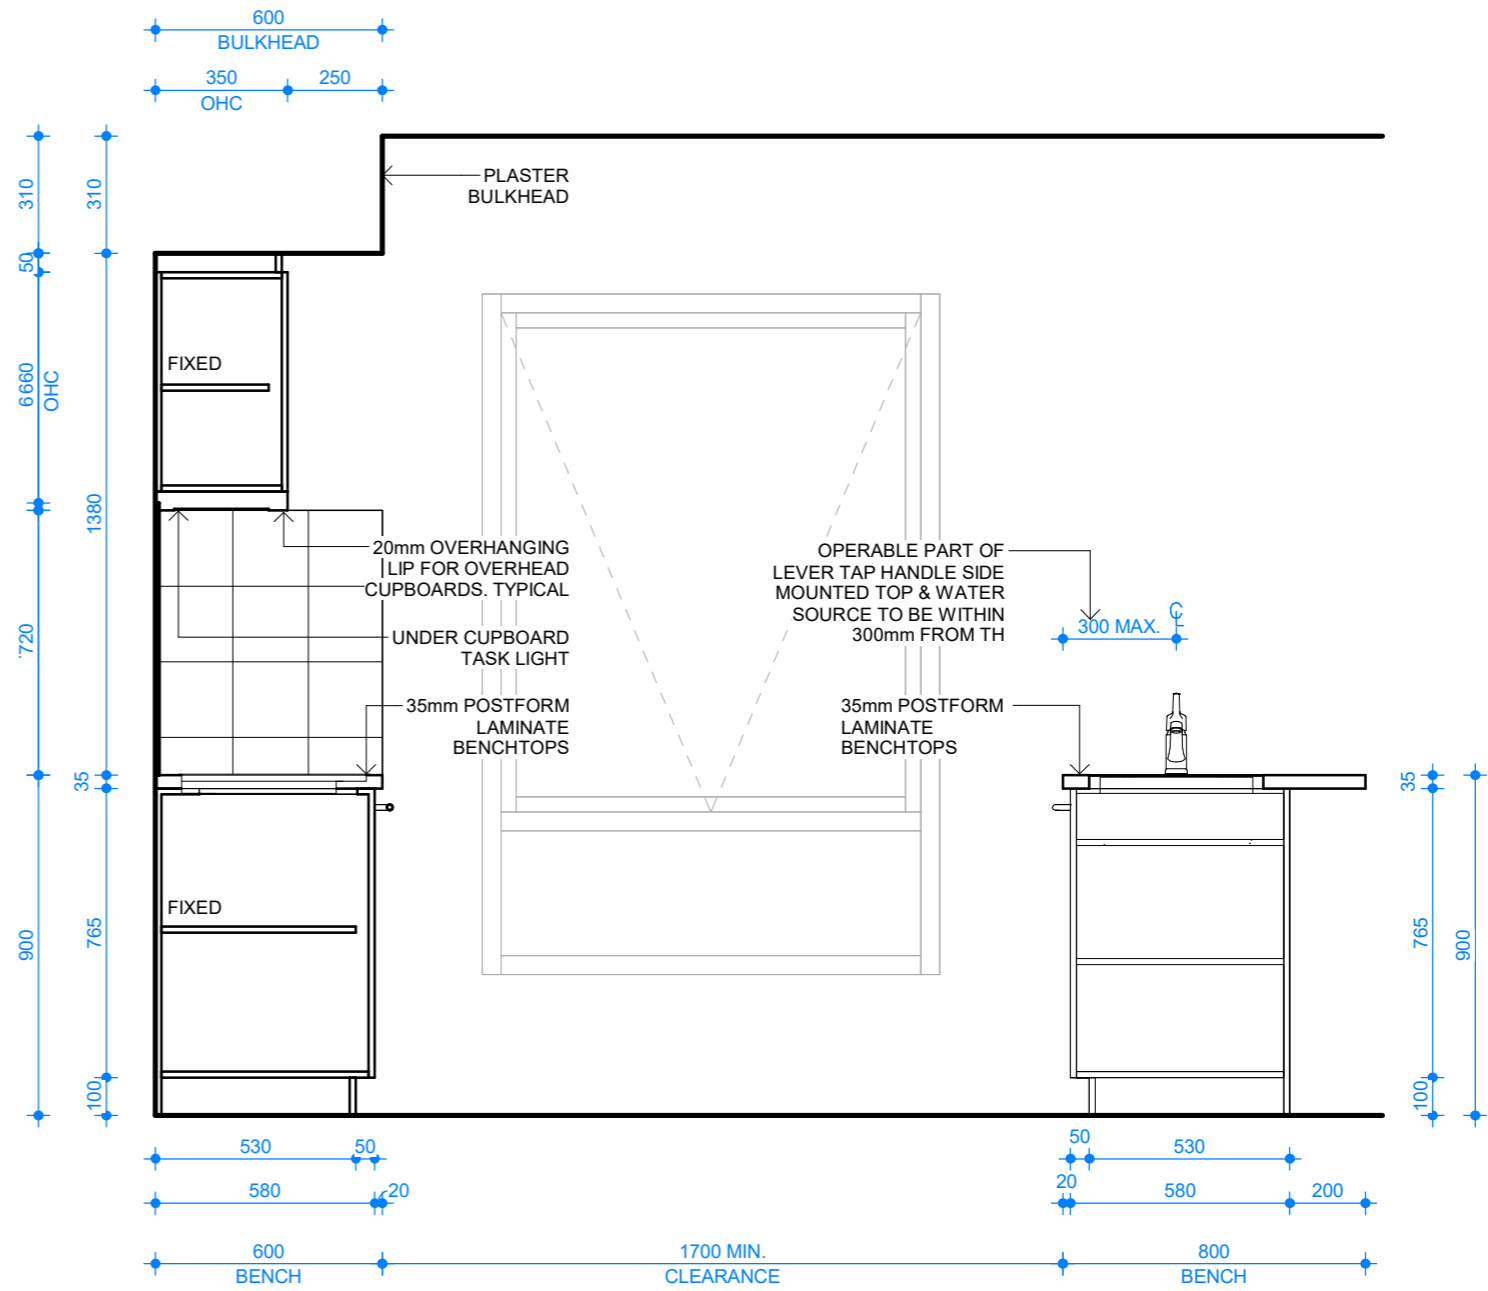 600
BULKHEAD
350
250
OHC
310
310
PLASTER
BULKHEAD
50
FIXED
6660
OHC
1380
20mm OVERHANGING
LIP FOR OVERHEAD
CUPBOARDS. TYPICAL
OPERABLE PART OF
LEVER TAP HANDLE SIDE
MOUNTED TOP & WATER
SOURCE TO BE WITHIN
300mm FROM TH
300 MAX.
UNDER CUPBOARD
TASK LIGHT
720
35mm POSTFORM
LAMINATE
BENCHTOPS
35mm POSTFORM
LAMINATE
BENCHTOPS
35
35
FIXED
900
765
765
900
100
100
530
50
50
530
580
20
20
580
200
600
BENCH
1700 MIN.
CLEARANCE
800
BENCH